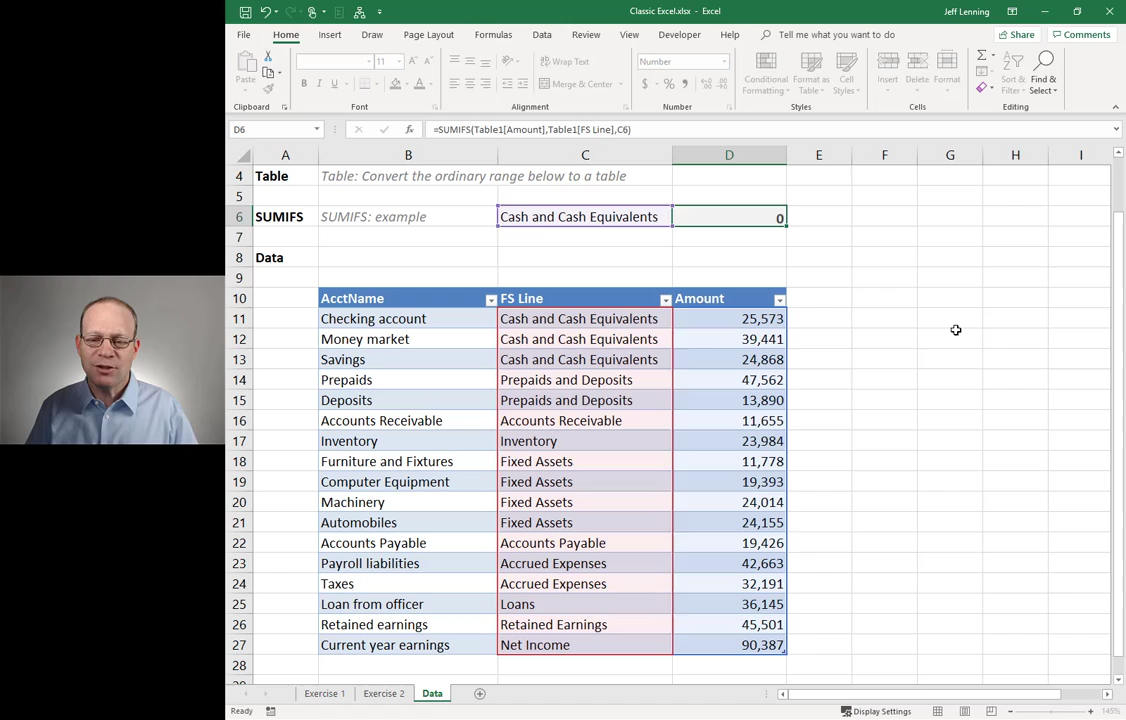 Classic Excel.xlsx - Excel
Jeff Lenning
File Home Insert Draw Page Layout Formulas Data Review View Developer Help Tell me what you want to do Share Comments
Paste 11 A A Wrap Text Number Conditional Formatting Format as Table Cell Styles Insert Delete Format Sort & Filter Find & Select
B I U A Merge & Center $ % ,
Clipboard Font Alignment Number Styles Cells Editing
D6 fx =SUMIFS(Table1[Amount],Table1[FS Line],C6)
A B C D E F G H I
4 Table Table: Convert the ordinary range below to a table
5
6 SUMIFS SUMIFS: example Cash and Cash Equivalents 0
7
8 Data
9
10 AcctName FS Line Amount
11 Checking account Cash and Cash Equivalents 25,573
12 Money market Cash and Cash Equivalents 39,441
13 Savings Cash and Cash Equivalents 24,868
14 Prepaids Prepaids and Deposits 47,562
15 Deposits Prepaids and Deposits 13,890
16 Accounts Receivable Accounts Receivable 11,655
17 Inventory Inventory 23,984
18 Furniture and Fixtures Fixed Assets 11,778
19 Computer Equipment Fixed Assets 19,393
20 Machinery Fixed Assets 24,014
21 Automobiles Fixed Assets 24,155
22 Accounts Payable Accounts Payable 19,426
23 Payroll liabilities Accrued Expenses 42,663
24 Taxes Accrued Expenses 32,191
25 Loan from officer Loans 36,145
26 Retained earnings Retained Earnings 45,501
27 Current year earnings Net Income 90,387
28
Exercise 1 Exercise 2 Data
Ready Display Settings 145%